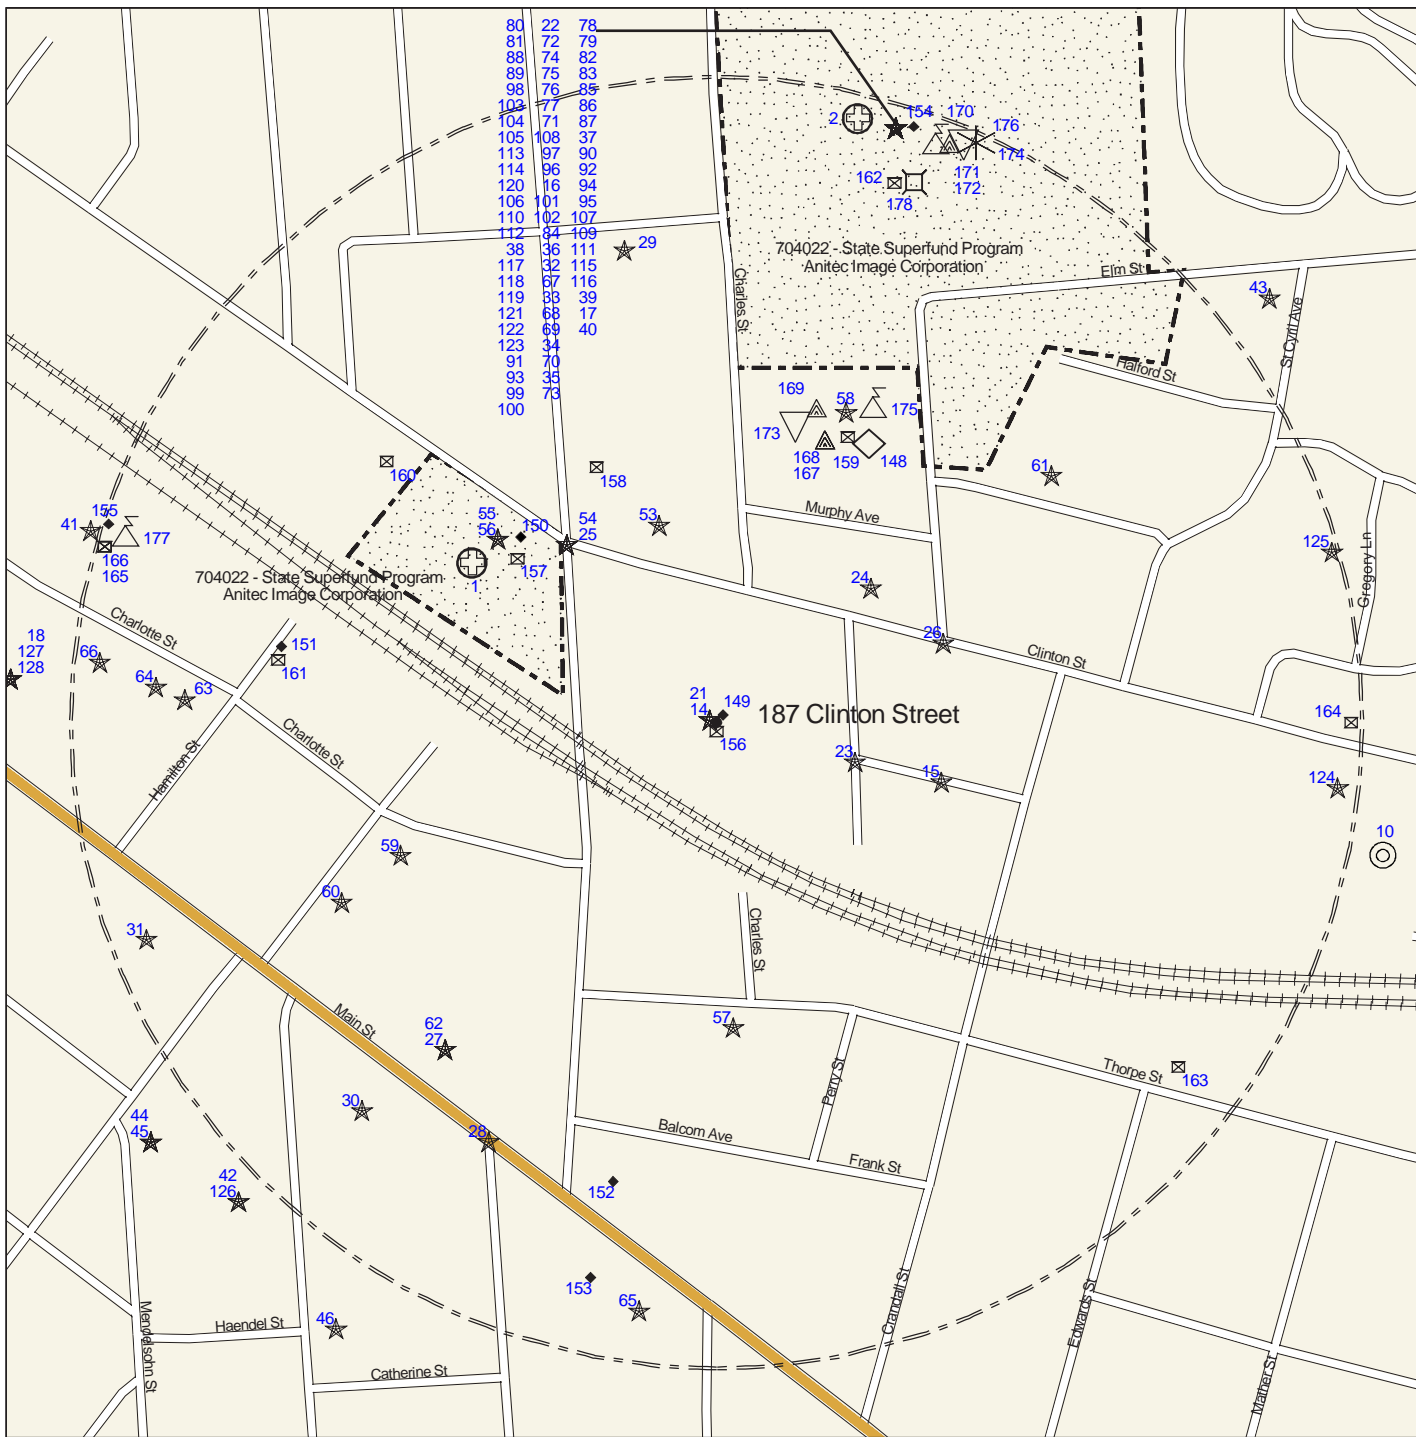 80 22 78
81 72 79
88 74 82
89 75 83
98 76 85
103 77 86
104 71 87
105 108 37
113 97 90
114 96 92
120 16 94
106 101 95
110 102 107
112 84 109
38 36 111
117 32 115
118 67 116
119 33 39
121 68 17
122 69 40
123 34
91 70
93 35
99 73
100
2
154 170 176
174
171
172
162
178
29
704022 - State Superfund Program
Anitec Image Corporation
Elm St
43
Charles St
St Cyril Ave
Halford St
169
58
175
173
168
167
159
148
160
158
61
Murphy Ave
155
41
177
166
165
55
56
150
54
25
53
157
1
125
704022 - State Superfund Program
Anitec Image Corporation
Gregory Ln
24
Charlotte St
18
127
128
66
64
63
151
161
26
Clinton St
21
14
149
156
187 Clinton Street
164
Charlotte St
Hamilton St
23
15
124
10
59
60
31
Charles St
Main St
62
27
57
Perry St
Thorpe St
163
30
28
44
45
Balcom Ave
Frank St
42
126
152
153
65
Crandall St
Edwards St
46
Mendelsohn St
Haendel St
Catherine St
Mather St